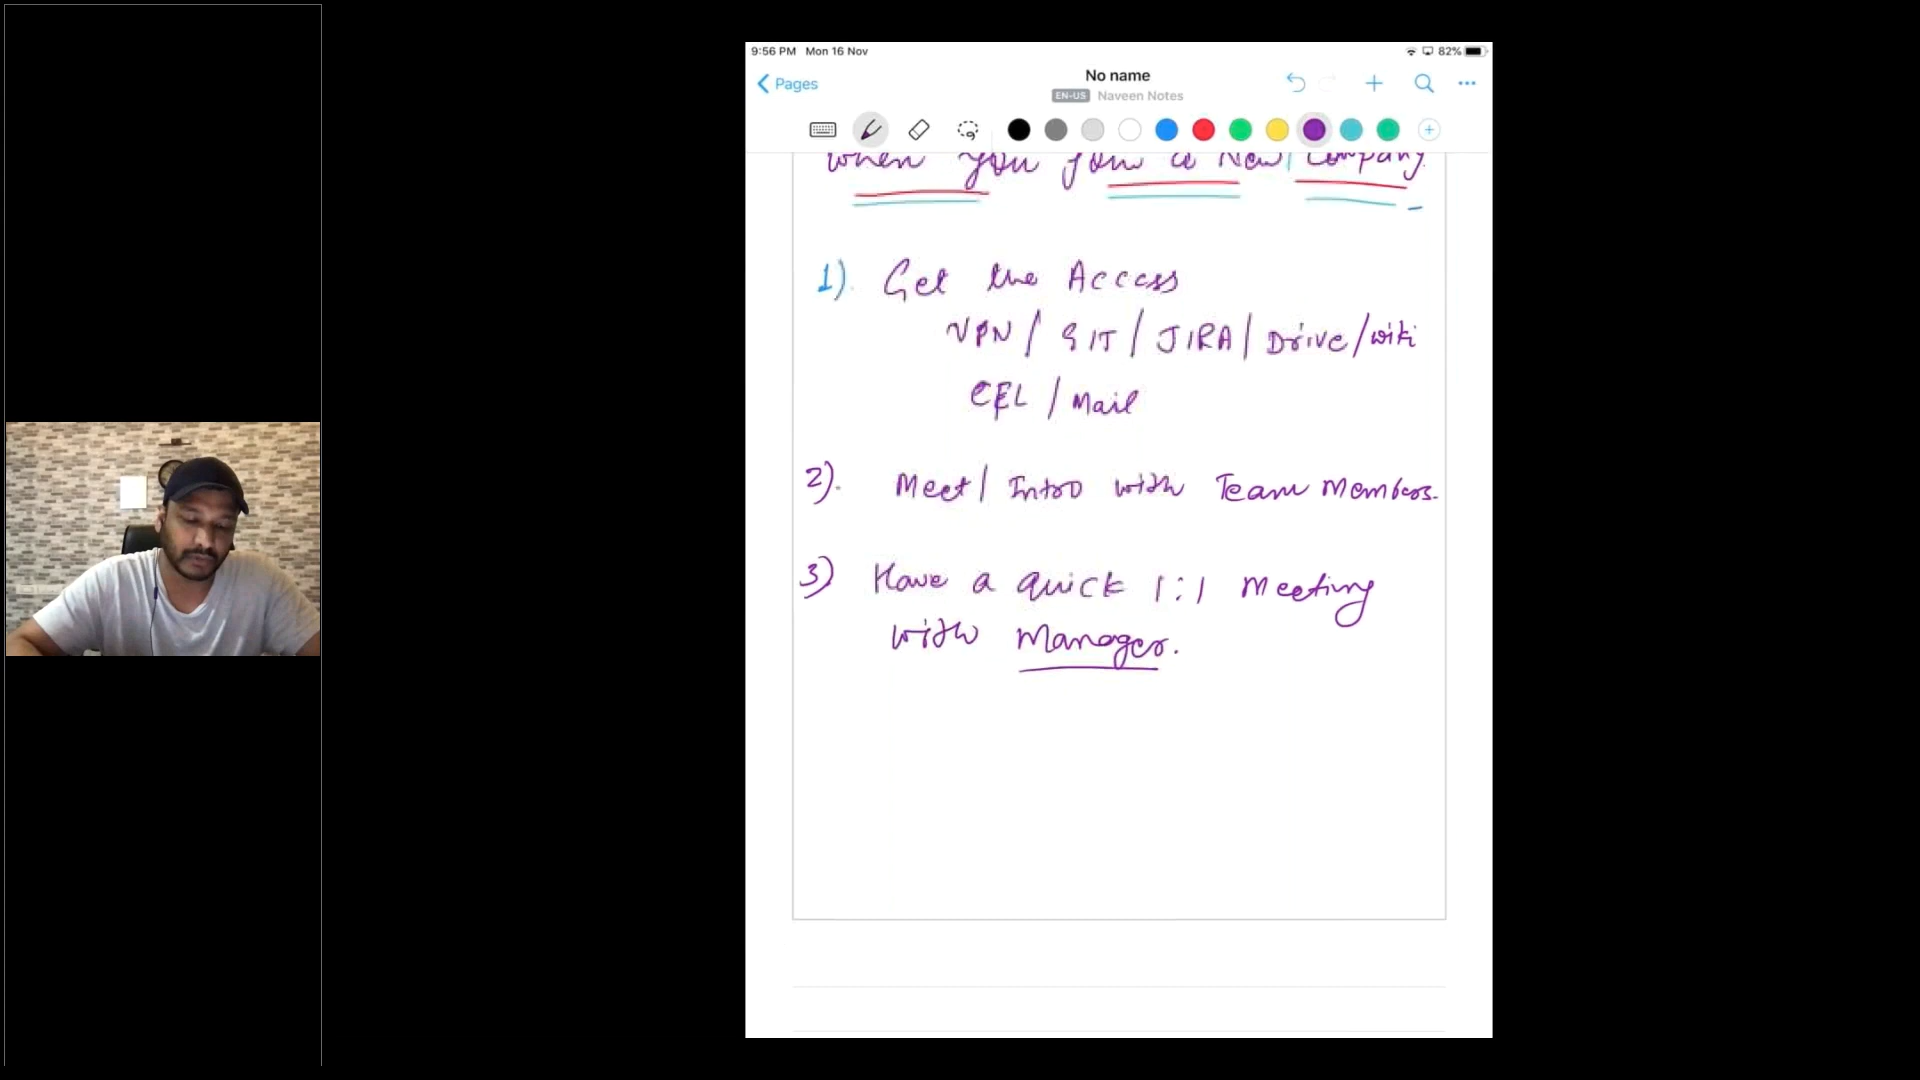 9:56 PM Mon 16 Nov
82%
Pages
No name
EN-US Naveen Notes
When you Join a New Company.
1). Get the Access
VPN / GIT / JIRA / Drive / wiki
/ Mail
2). Meet / Intro with Team Members.
3) Have a quick 1:1 Meeting
with Manager.